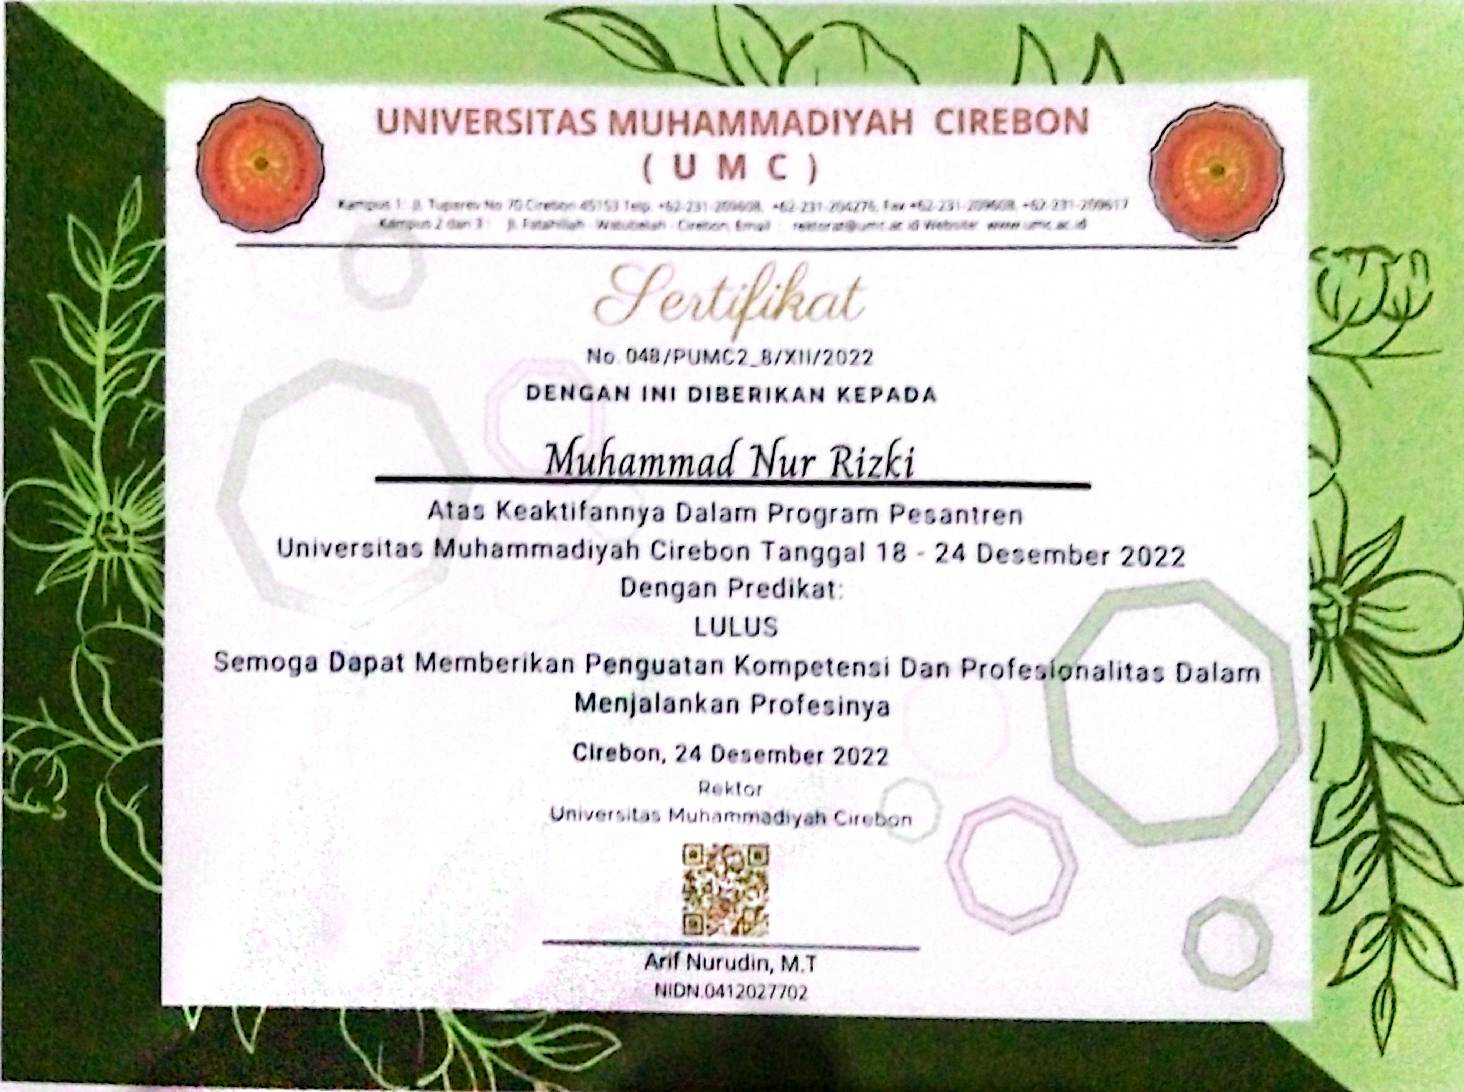 UNIVERSITAS MUHAMMADIYAH CIREBON
( U M C )
Kampus 1 : Jl. Tuparev No 70 Cirebon 45153 Telp. +62-231-209608, +62-231-204276, Fax +62-231-209608, +62-231-209617
Kampus 2 dan 3 : Jl. Fatahillah - Watubelah - Cirebon, Email : rektorat@umc.ac.id Website: www.umc.ac.id
Sertifikat
No. 048/PUMC2_8/XII/2022
DENGAN INI DIBERIKAN KEPADA
Muhammad Nur Rizki
Atas Keaktifannya Dalam Program Pesantren
Universitas Muhammadiyah Cirebon Tanggal 18 - 24 Desember 2022
Dengan Predikat:
LULUS
Semoga Dapat Memberikan Penguatan Kompetensi Dan Profesionalitas Dalam
Menjalankan Profesinya
Cirebon, 24 Desember 2022
Rektor
Universitas Muhammadiyah Cirebon
Arif Nurudin, M.T
NIDN.0412027702